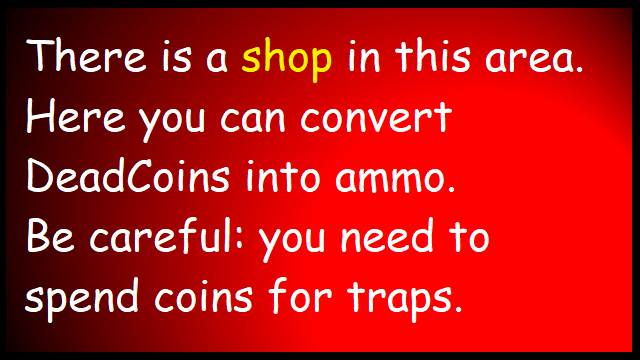 There is a shop in this area.
Here you can convert
DeadCoins into ammo.
Be careful: you need to
spend coins for traps.